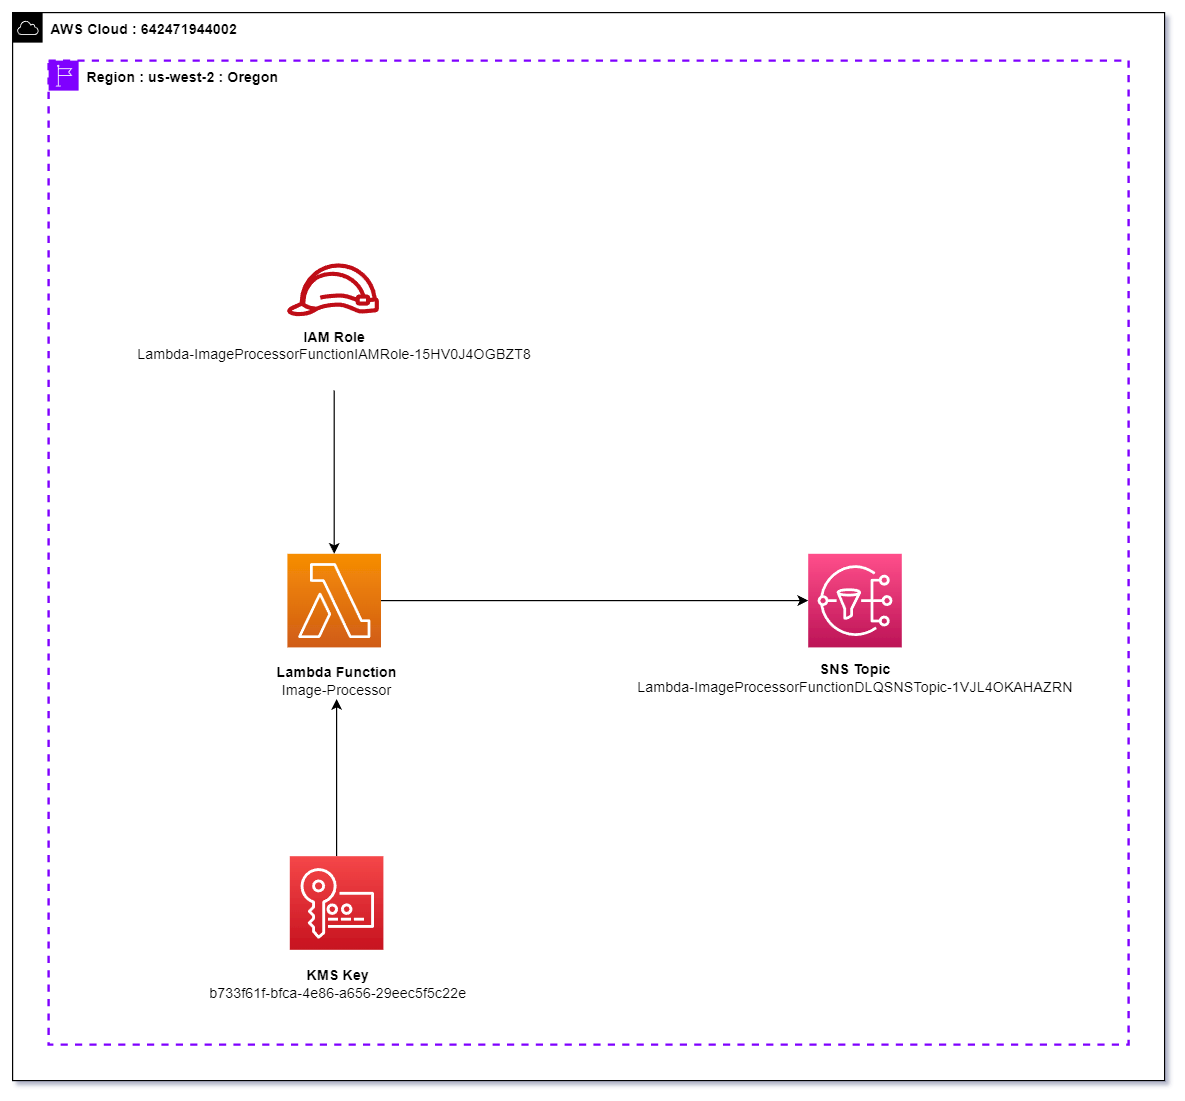 AWS Cloud : 642471944002
Region : us-west-2 : Oregon
IAM Role
Lambda-ImageProcessorFunctionIAMRole-15HV0J4OGBZT8
Lambda Function
Image-Processor
SNS Topic
Lambda-ImageProcessorFunctionDLQSNSTopic-1VJL4OKAHAZRN
KMS Key
b733f61f-bfca-4e86-a656-29eec5f5c22e